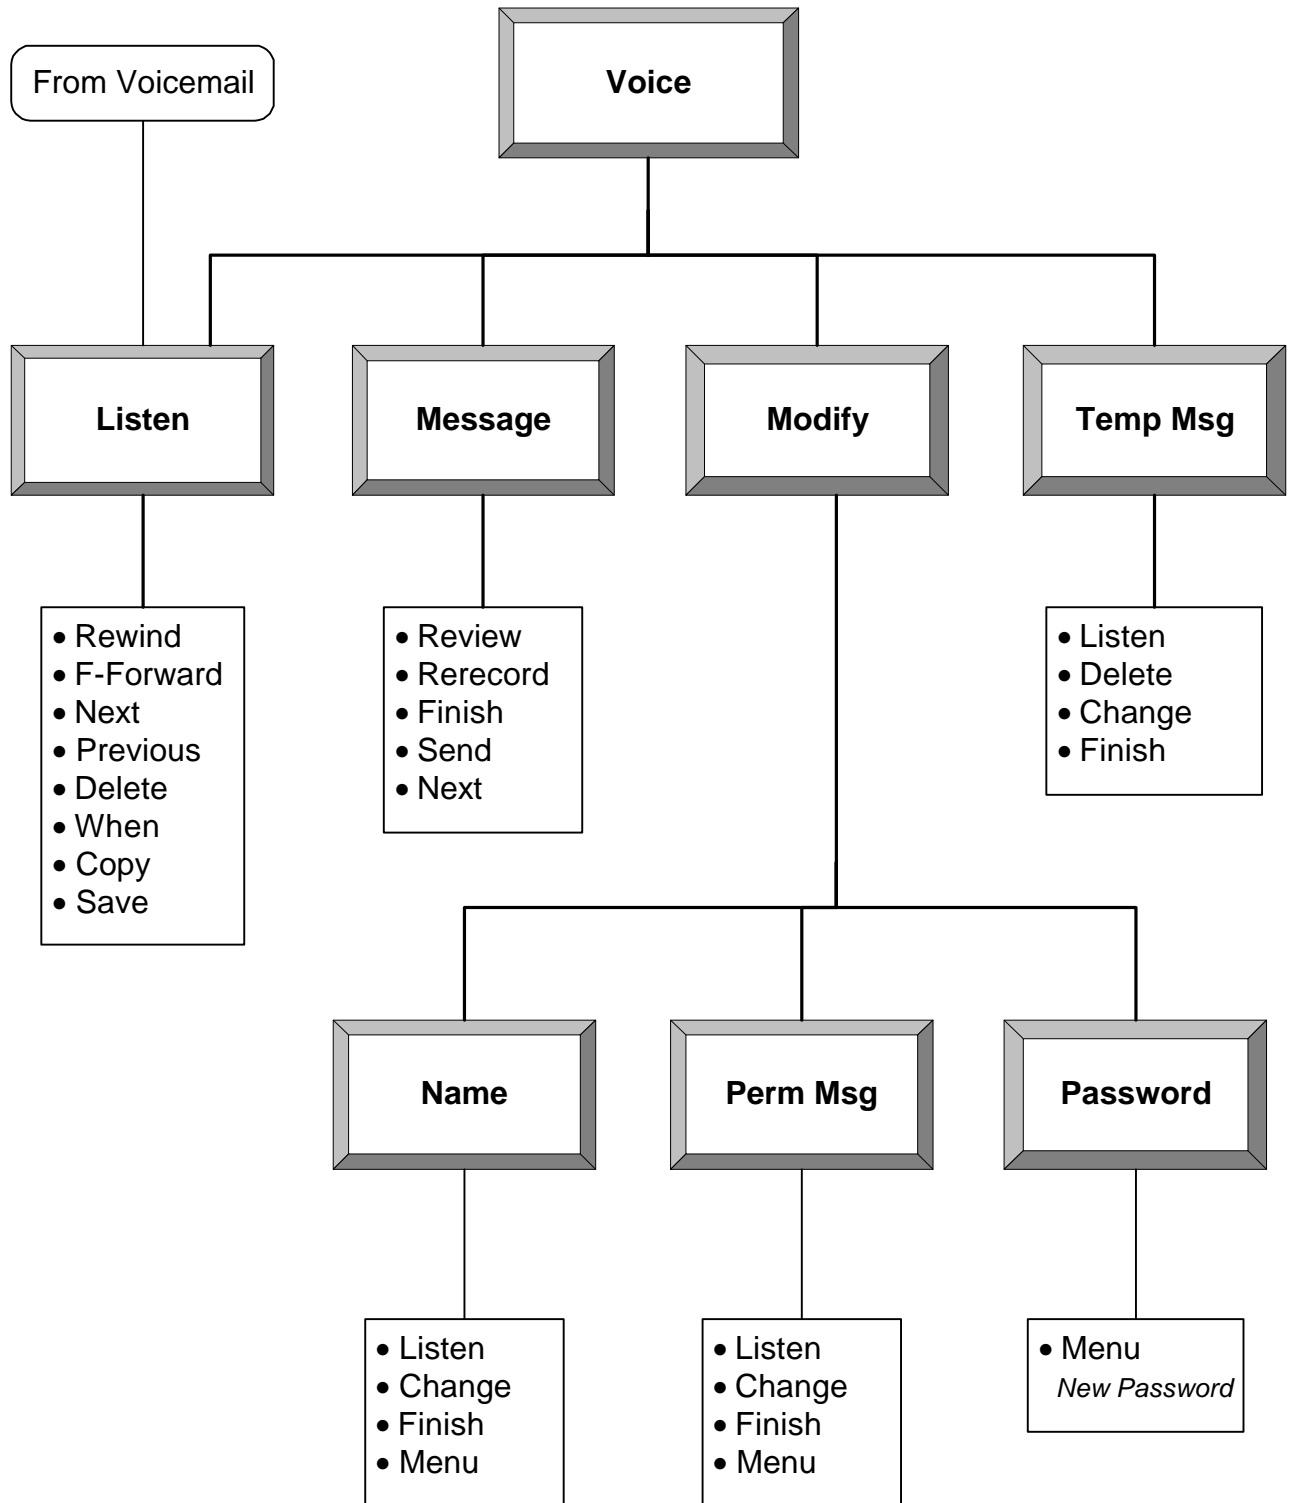 Voice
From Voicemail
Listen
Message
Modify
Temp Msg
• Rewind
• F-Forward
• Next
• Previous
• Delete
• When
• Copy
• Save
• Review
• Rerecord
• Finish
• Send
• Next
• Listen
• Delete
• Change
• Finish
Name
Perm Msg
Password
• Listen
• Change
• Finish
• Menu
• Listen
• Change
• Finish
• Menu
• Menu
New Password